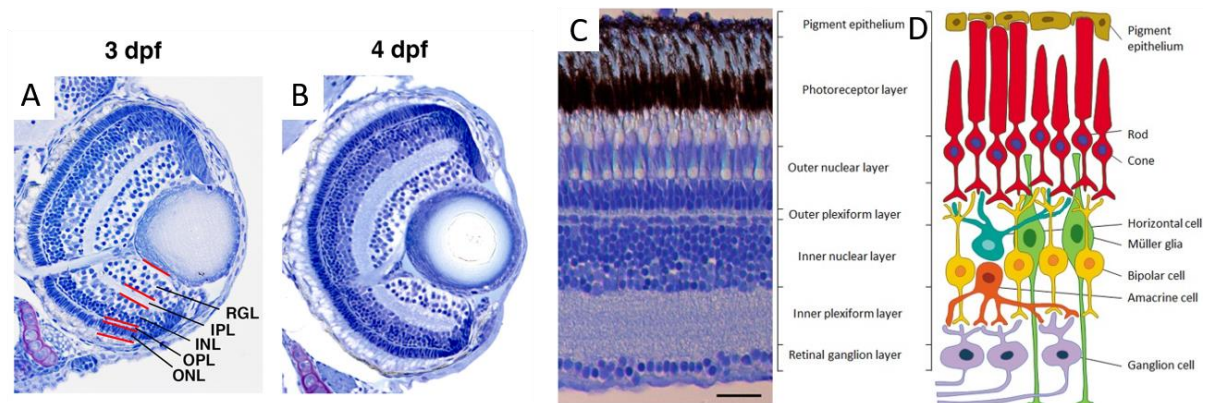 3 dpf
4 dpf
A
B
RGL
IPL
INL
OPL
ONL
C
Pigment epithelium
Photoreceptor layer
Outer nuclear layer
Outer plexiform layer
Inner nuclear layer
Inner plexiform layer
Retinal ganglion layer
D
Pigment
epithelium
Rod
Cone
Horizontal cell
Müller glia
Bipolar cell
Amacrine cell
Ganglion cell